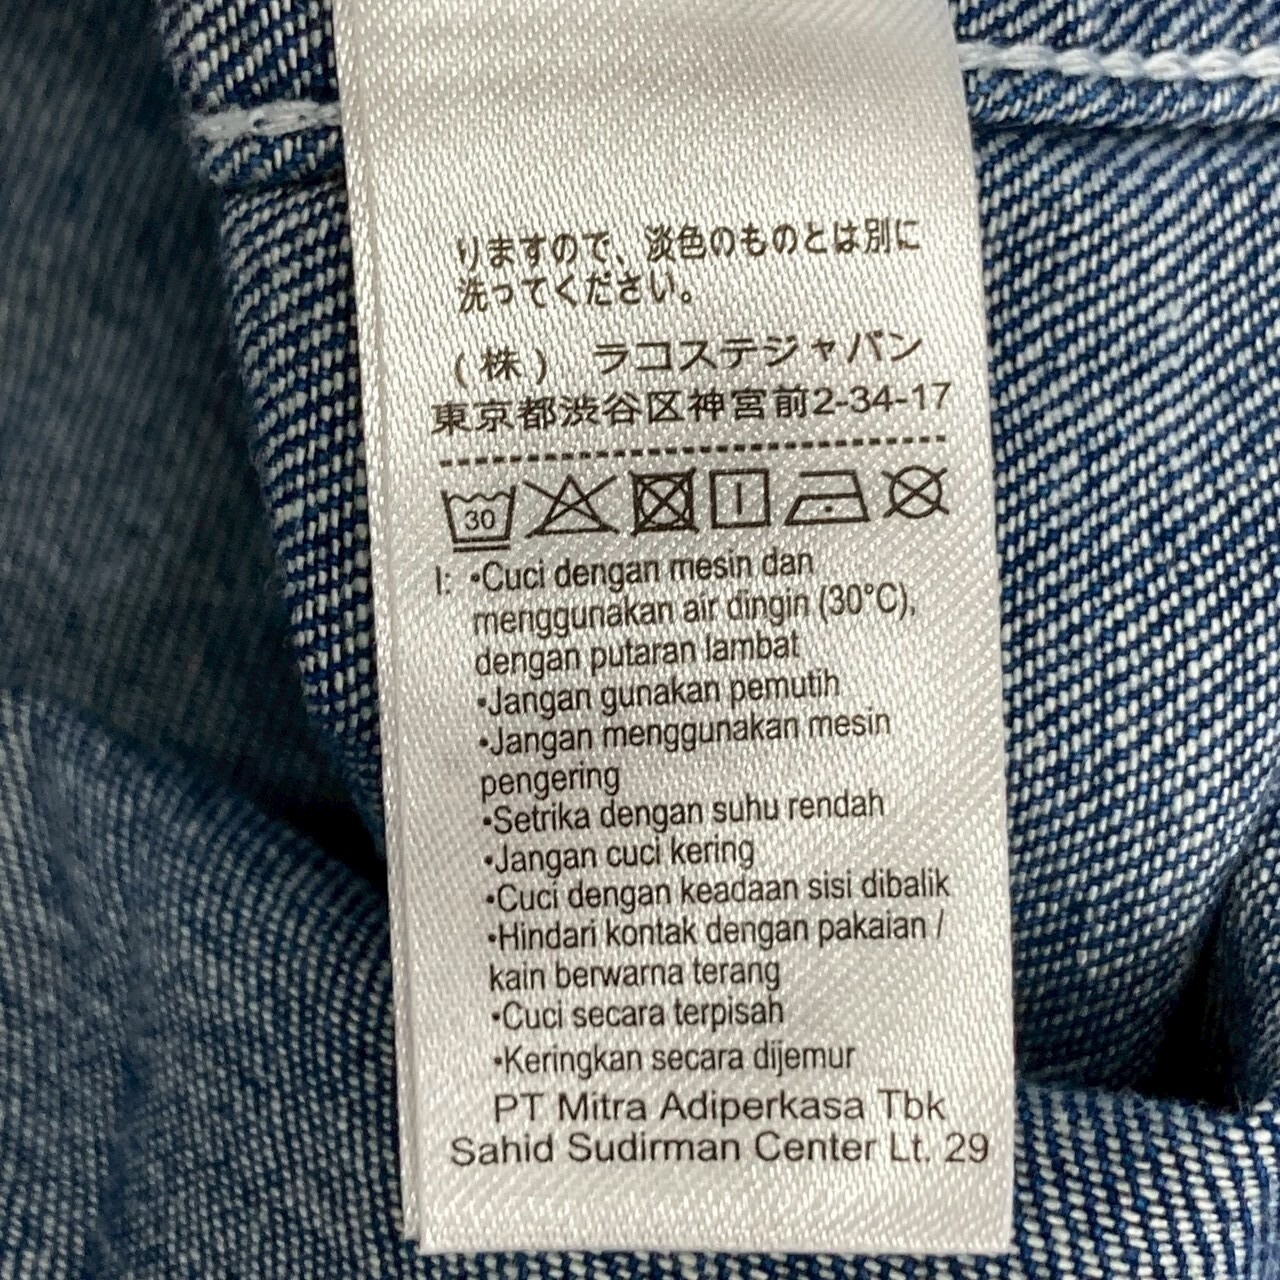 りますので、淡色のものとは別に
洗ってください。
(株) ラコステジャパン
東京都渋谷区神宮前2-34-17
30
I: •Cuci dengan mesin dan
menggunakan air dingin (30°C),
dengan putaran lambat
•Jangan gunakan pemutih
•Jangan menggunakan mesin
pengering
•Setrika dengan suhu rendah
•Jangan cuci kering
•Cuci dengan keadaan sisi dibalik
•Hindari kontak dengan pakaian /
kain berwarna terang
•Cuci secara terpisah
•Keringkan secara dijemur
PT Mitra Adiperkasa Tbk
Sahid Sudirman Center Lt. 29